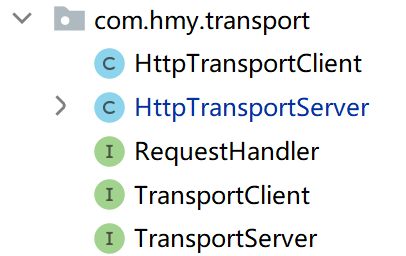 com.hmy.transport
C HttpTransportClient
C HttpTransportServer
I RequestHandler
I TransportClient
I TransportServer